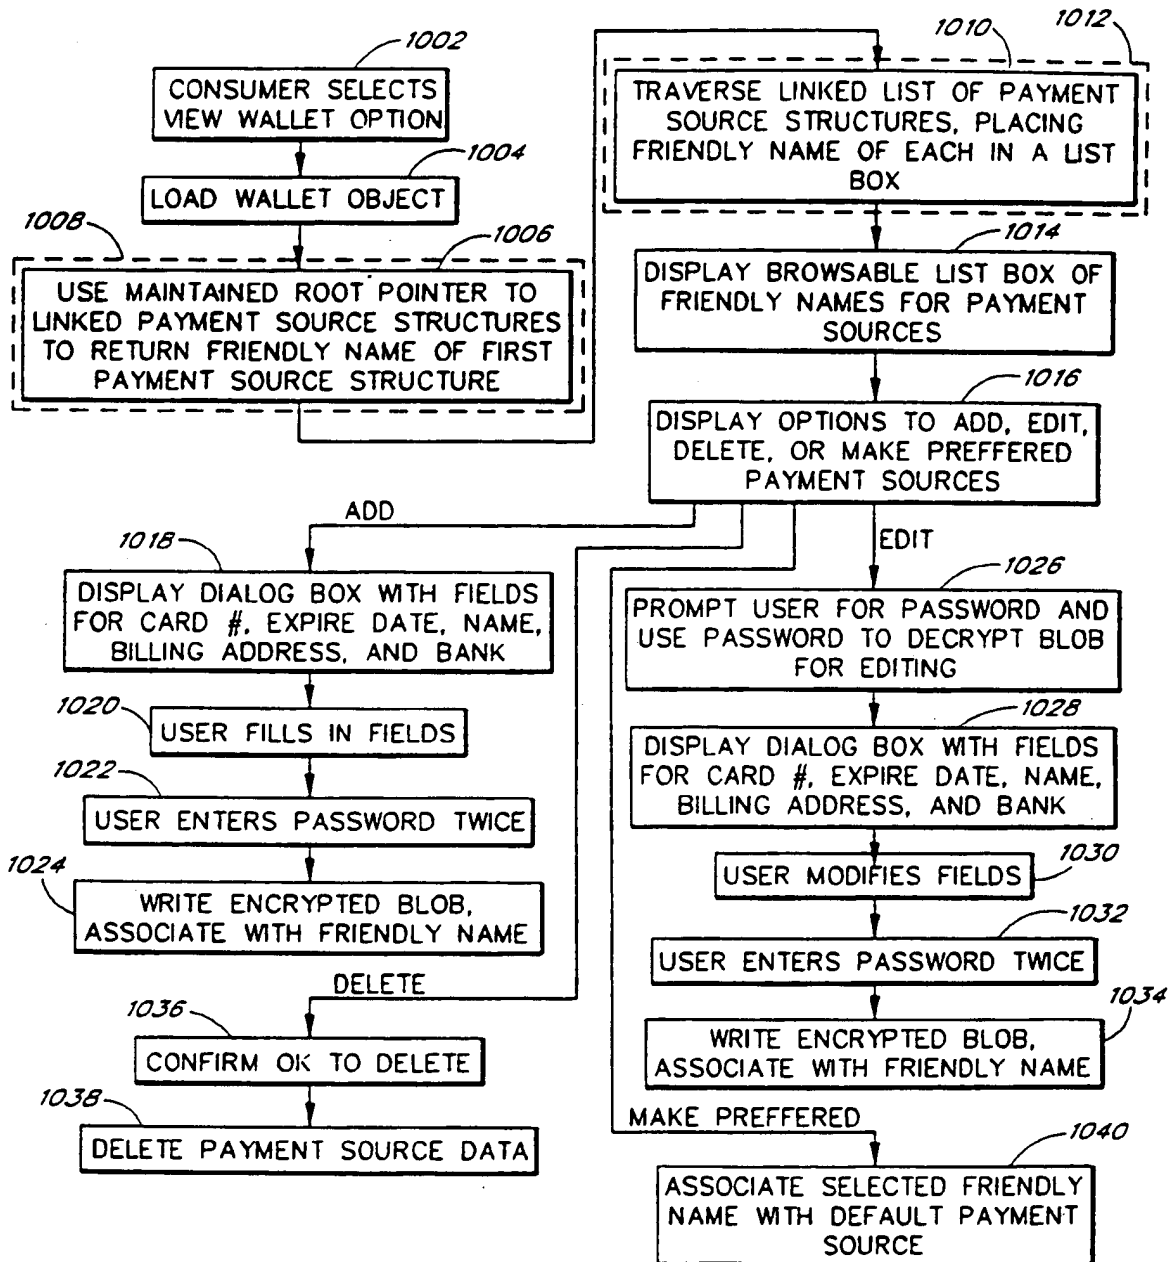 1002
CONSUMER SELECTS
VIEW WALLET OPTION
1004
LOAD WALLET OBJECT
1008
1006
USE MAINTAINED ROOT POINTER TO
LINKED PAYMENT SOURCE STRUCTURES
TO RETURN FRIENDLY NAME OF FIRST
PAYMENT SOURCE STRUCTURE
1010
1012
TRAVERSE LINKED LIST OF PAYMENT
SOURCE STRUCTURES, PLACING
FRIENDLY NAME OF EACH IN A LIST
BOX
1014
DISPLAY BROWSABLE LIST BOX OF
FRIENDLY NAMES FOR PAYMENT
SOURCES
1016
DISPLAY OPTIONS TO ADD, EDIT,
DELETE, OR MAKE PREFFERED
PAYMENT SOURCES
ADD
1018
DISPLAY DIALOG BOX WITH FIELDS
FOR CARD #, EXPIRE DATE, NAME,
BILLING ADDRESS, AND BANK
1020
USER FILLS IN FIELDS
1022
USER ENTERS PASSWORD TWICE
1024
WRITE ENCRYPTED BLOB,
ASSOCIATE WITH FRIENDLY NAME
DELETE
1036
CONFIRM OK TO DELETE
1038
DELETE PAYMENT SOURCE DATA
EDIT
1026
PROMPT USER FOR PASSWORD AND
USE PASSWORD TO DECRYPT BLOB
FOR EDITING
1028
DISPLAY DIALOG BOX WITH FIELDS
FOR CARD #, EXPIRE DATE, NAME,
BILLING ADDRESS, AND BANK
1030
USER MODIFIES FIELDS
1032
USER ENTERS PASSWORD TWICE
1034
WRITE ENCRYPTED BLOB,
ASSOCIATE WITH FRIENDLY NAME
MAKE PREFFERED
1040
ASSOCIATE SELECTED FRIENDLY
NAME WITH DEFAULT PAYMENT
SOURCE